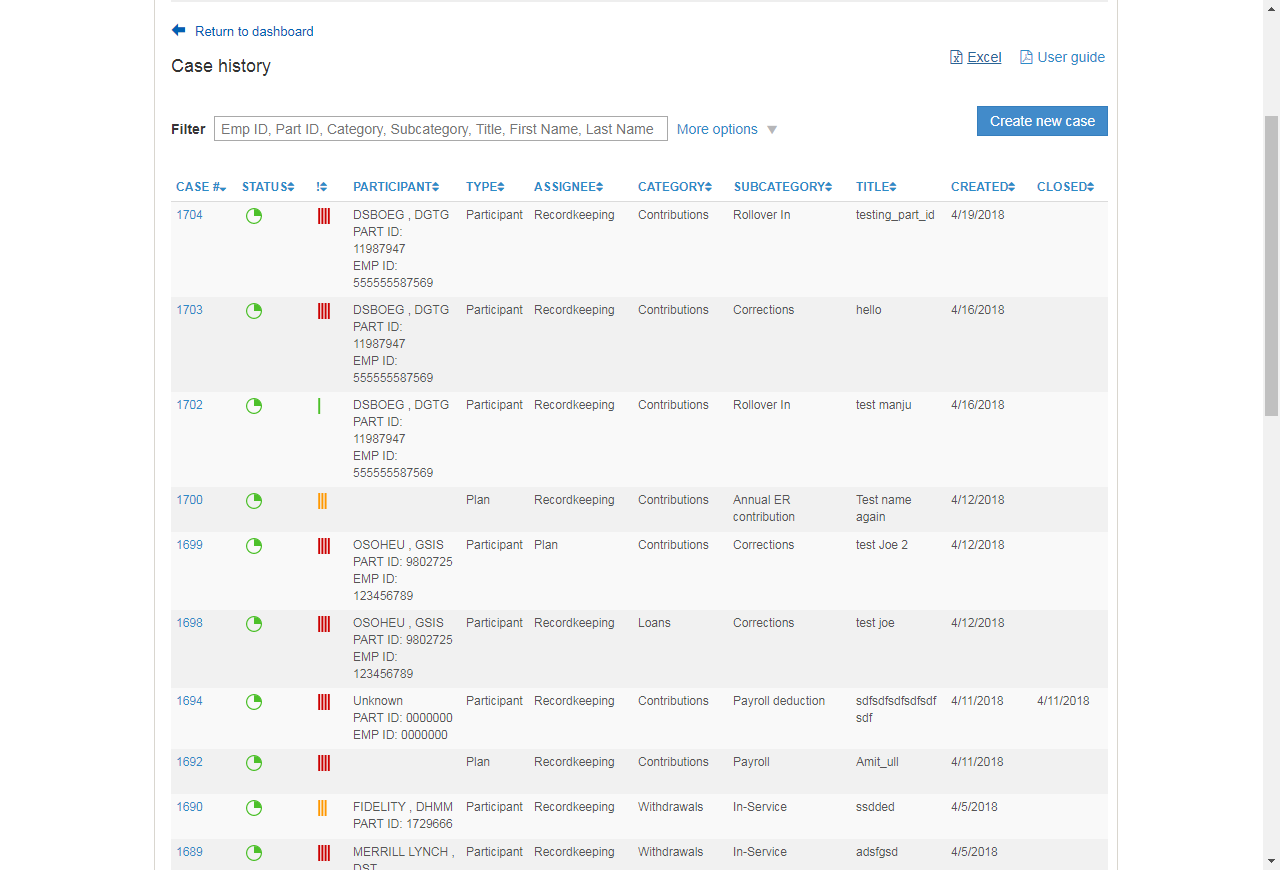 Return to dashboard
Case history
Excel User guide
Filter Emp ID, Part ID, Category, Subcategory, Title, First Name, Last Name More options Create new case
CASE # STATUS ! PARTICIPANT TYPE ASSIGNEE CATEGORY SUBCATEGORY TITLE CREATED CLOSED
1704 DSBOEG , DGTG Participant Recordkeeping Contributions Rollover In testing_part_id 4/19/2018
PART ID:
11987947
EMP ID:
555555587569
1703 DSBOEG , DGTG Participant Recordkeeping Contributions Corrections hello 4/16/2018
PART ID:
11987947
EMP ID:
555555587569
1702 DSBOEG , DGTG Participant Recordkeeping Contributions Rollover In test manju 4/16/2018
PART ID:
11987947
EMP ID:
555555587569
1700 Plan Recordkeeping Contributions Annual ER Test name 4/12/2018
contribution again
1699 OSOHEU , GSIS Participant Plan Contributions Corrections test Joe 2 4/12/2018
PART ID: 9802725
EMP ID:
123456789
1698 OSOHEU , GSIS Participant Recordkeeping Loans Corrections test joe 4/12/2018
PART ID: 9802725
EMP ID:
123456789
1694 Unknown Participant Recordkeeping Contributions Payroll deduction sdfsdfsdfsdfsdf 4/11/2018 4/11/2018
PART ID: 0000000 sdf
EMP ID: 0000000
1692 Plan Recordkeeping Contributions Payroll Amit_ull 4/11/2018
1690 FIDELITY , DHMM Participant Recordkeeping Withdrawals In-Service ssdded 4/5/2018
PART ID: 1729666
1689 MERRILL LYNCH , Participant Recordkeeping Withdrawals In-Service adsfgsd 4/5/2018
DST